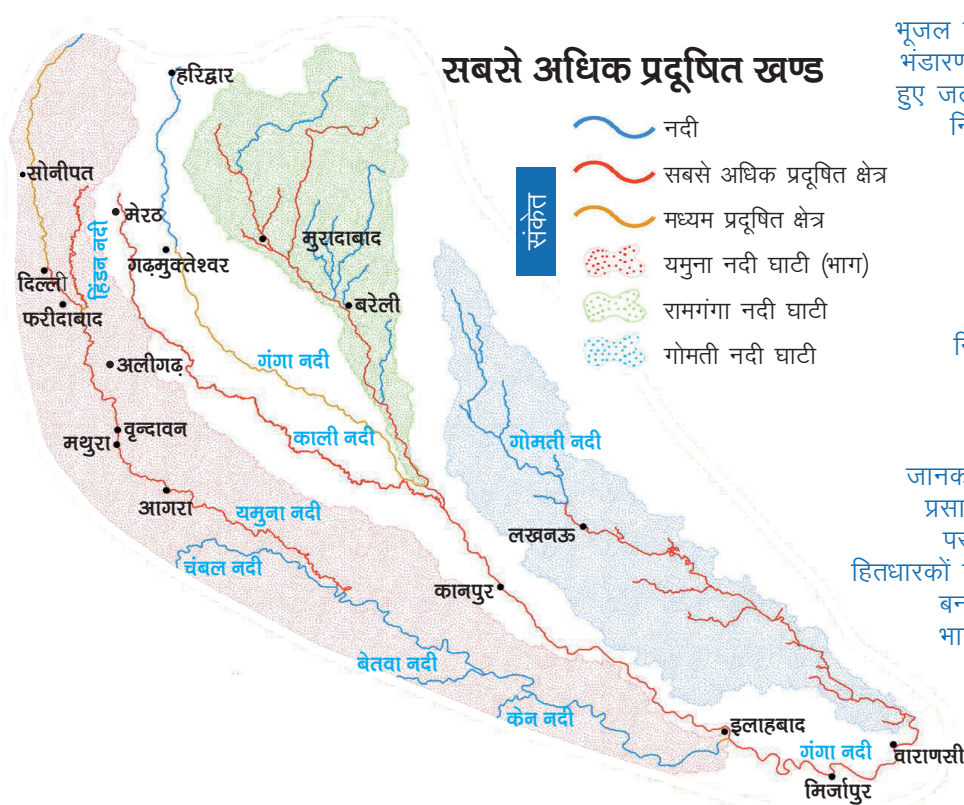 सबसे अधिक प्रदूषित खण्ड
संकेत
नदी
सबसे अधिक प्रदूषित क्षेत्र
मध्यम प्रदूषित क्षेत्र
यमुना नदी घाटी (भाग)
रामगंगा नदी घाटी
गोमती नदी घाटी
हरिद्वार
सोनीपत
मेरठ
हिंडन नदी
गढ़मुक्तेश्वर
मुरादाबाद
दिल्ली
फरीदाबाद
बरेली
अलीगढ़
गंगा नदी
काली नदी
वृन्दावन
मथुरा
गोमती नदी
आगरा
यमुना नदी
लखनऊ
चंबल नदी
कानपुर
बेतवा नदी
केन नदी
इलाहबाद
गंगा नदी
वाराणसी
मिर्जापुर
भूजल
भंडारण
हुए
हितधारकों